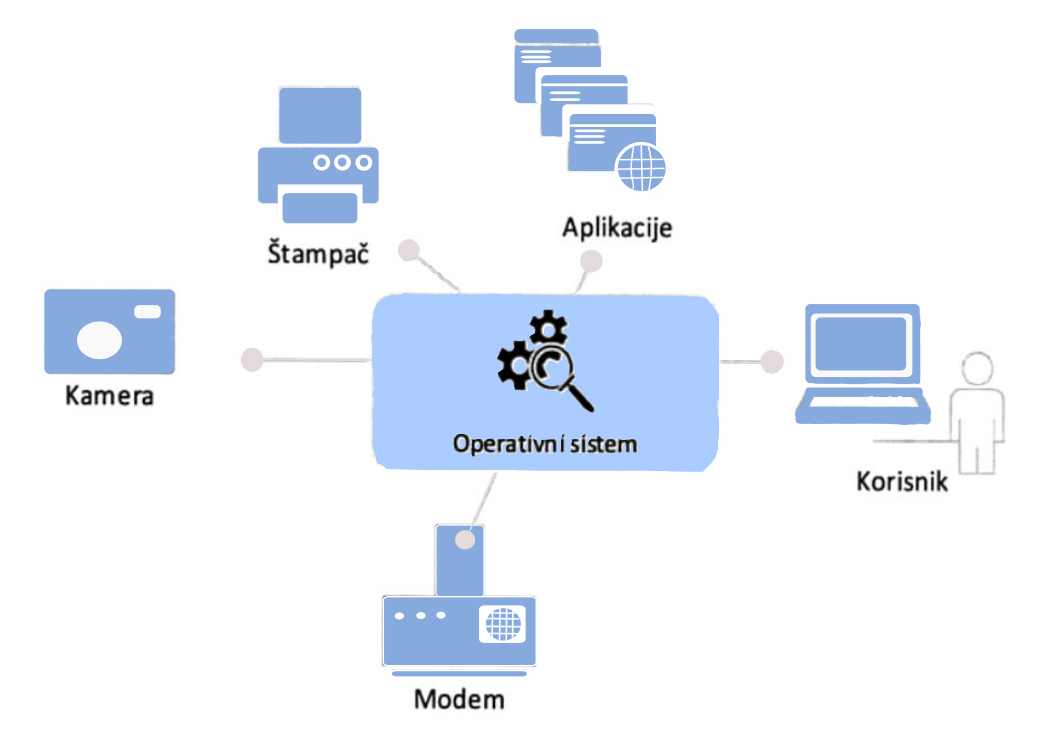 Aplikacije
Štampač
Kamera
Operativni sistem
Korisnik
Modem